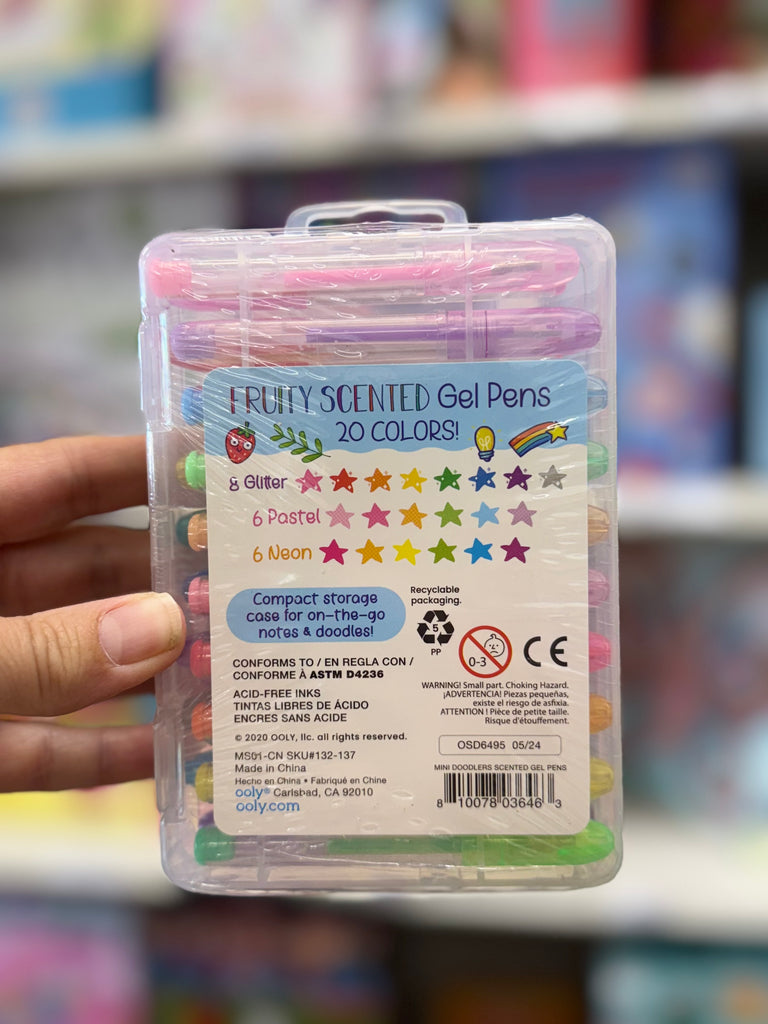 FRUITY SCENTED Gel Pens
20 COLORS!
8 Glitter
6 Pastel
6 Neon
Compact storage
case for on-the-go
notes & doodles!
Recyclable
packaging.
5
PP
0-3
CE
CONFORMS TO / EN REGLA CON /
CONFORME À ASTM D4236
ACID-FREE INKS
TINTAS LIBRES DE ÁCIDO
ENCRES SANS ACIDE
WARNING! Small part. Choking Hazard.
¡ADVERTENCIA! Piezas pequeñas,
existe el riesgo de asfixia.
ATTENTION ! Pièce de petite taille.
Risque d'étouffement.
© 2020 OOLY, llc. all rights reserved.
MS01-CN SKU#132-137
Made in China
Hecho en China • Fabriqué en Chine
ooly® Carlsbad, CA 92010
ooly.com
OSD6495 05/24
MINI DOODLERS SCENTED GEL PENS
8 10078 03646 3